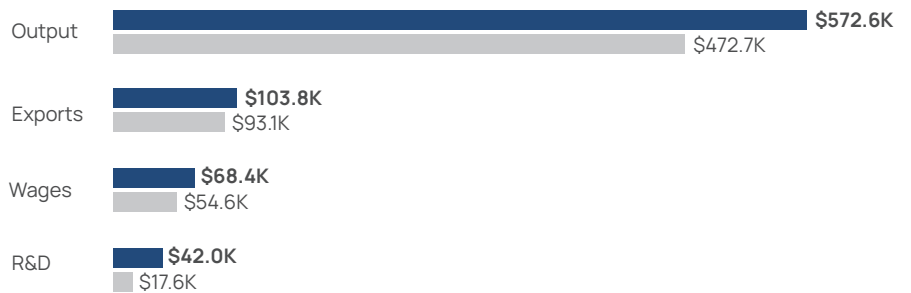 Output
$572.6K
$472.7K
Exports
$103.8K
$93.1K
Wages
$68.4K
$54.6K
R&D
$42.0K
$17.6K